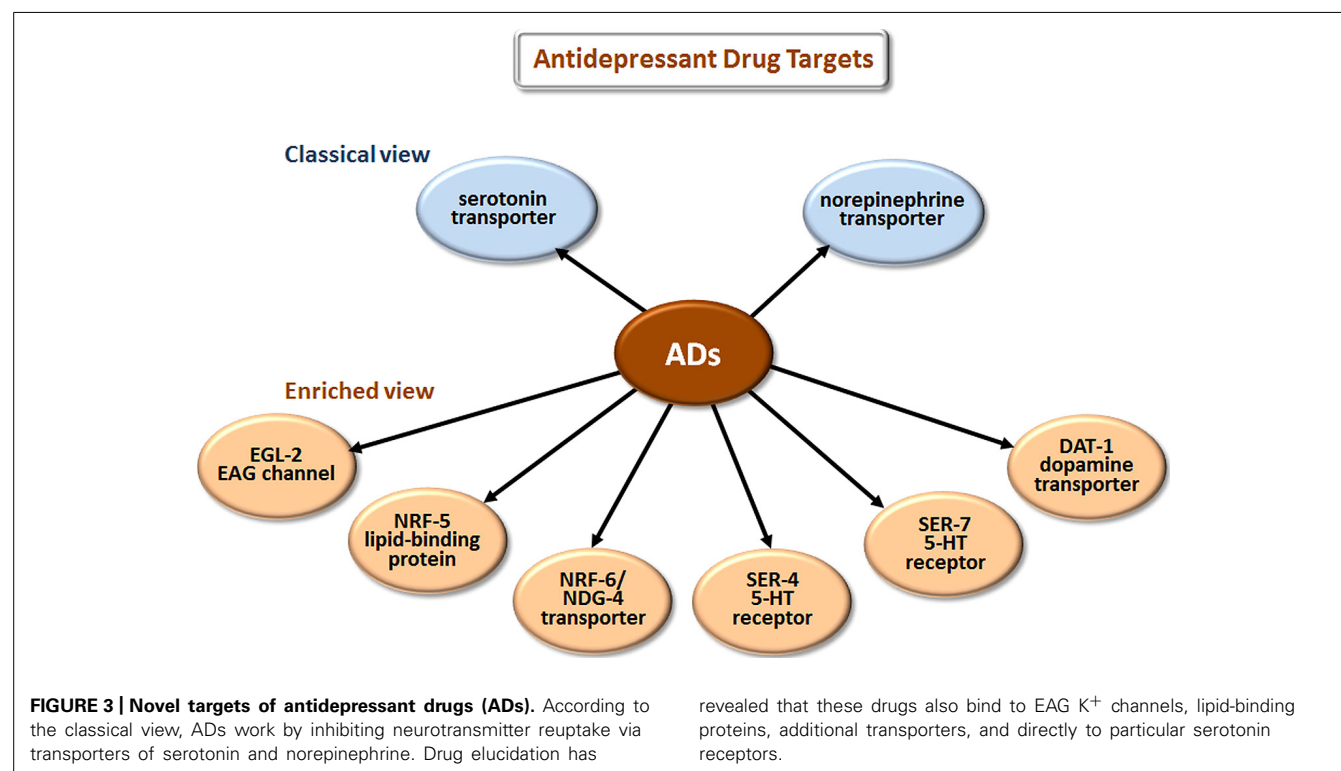 Antidepressant Drug Targets
Classical view
serotonin
transporter
norepinephrine
transporter
ADs
Enriched view
EGL-2
EAG channel
NRF-5
lipid-binding
protein
NRF-6/
NDG-4
transporter
SER-4
5-HT
receptor
SER-7
5-HT
receptor
DAT-1
dopamine
transporter
FIGURE 3 | Novel targets of antidepressant drugs (ADs). According to
the classical view, ADs work by inhibiting neurotransmitter reuptake via
transporters of serotonin and norepinephrine. Drug elucidation has
revealed that these drugs also bind to EAG K⁺ channels, lipid-binding
proteins, additional transporters, and directly to particular serotonin
receptors.